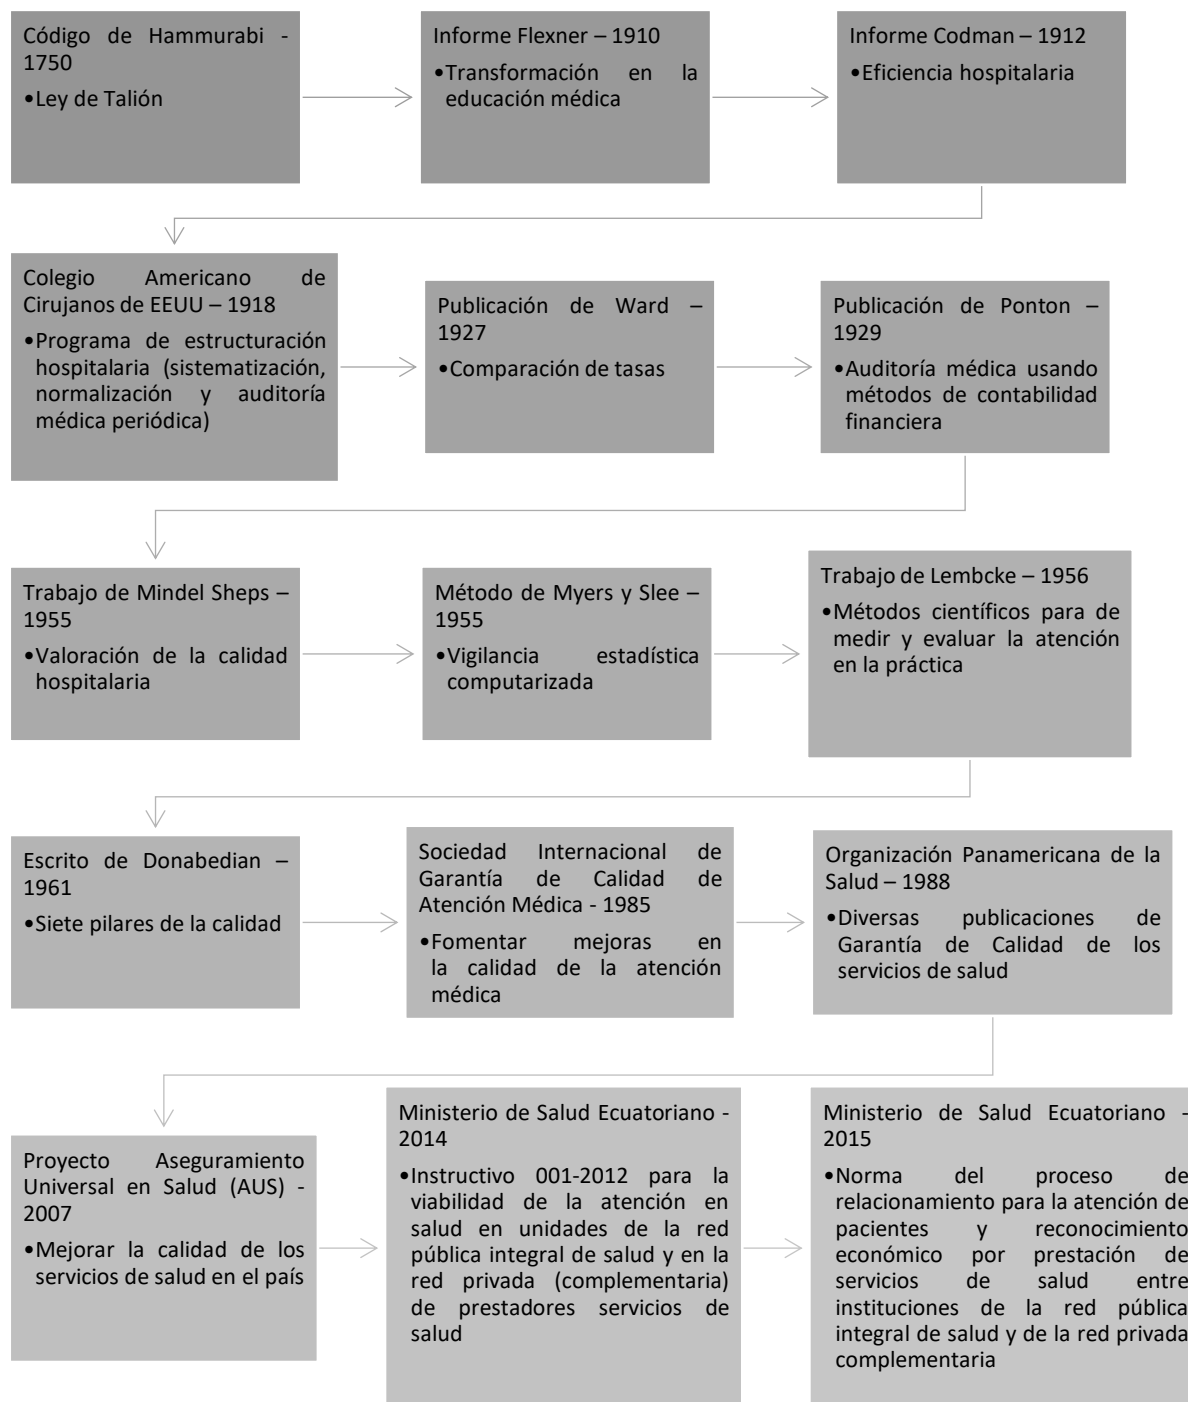 Código de Hammurabi -
1750
•Ley de Talión
Informe Flexner – 1910
•Transformación en la
educación médica
Informe Codman – 1912
•Eficiencia hospitalaria
Colegio Americano de
Cirujanos de EEUU – 1918
•Programa de estructuración
hospitalaria (sistematización,
normalización y auditoría
médica periódica)
Publicación de Ward –
1927
•Comparación de tasas
Publicación de Ponton –
1929
•Auditoría médica usando
métodos de contabilidad
financiera
Trabajo de Mindel Sheps –
1955
•Valoración de la calidad
hospitalaria
Método de Myers y Slee –
1955
•Vigilancia estadística
computarizada
Trabajo de Lembcke – 1956
•Métodos científicos para de
medir y evaluar la atención
en la práctica
Escrito de Donabedian –
1961
•Siete pilares de la calidad
Sociedad Internacional de
Garantía de Calidad de
Atención Médica - 1985
•Fomentar mejoras en
la calidad de la atención
médica
Organización Panamericana de la
Salud – 1988
•Diversas publicaciones de
Garantía de Calidad de los
servicios de salud
Proyecto Aseguramiento
Universal en Salud (AUS) -
2007
•Mejorar la calidad de los
servicios de salud en el país
Ministerio de Salud Ecuatoriano -
2014
•Instructivo 001-2012 para la
viabilidad de la atención en
salud en unidades de la red
pública integral de salud y en la
red privada (complementaria)
de prestadores servicios de
salud
Ministerio de Salud Ecuatoriano -
2015
•Norma del proceso de
relacionamiento para la atención de
pacientes y reconocimiento
económico por prestación de
servicios de salud entre
instituciones de la red pública
integral de salud y de la red privada
complementaria